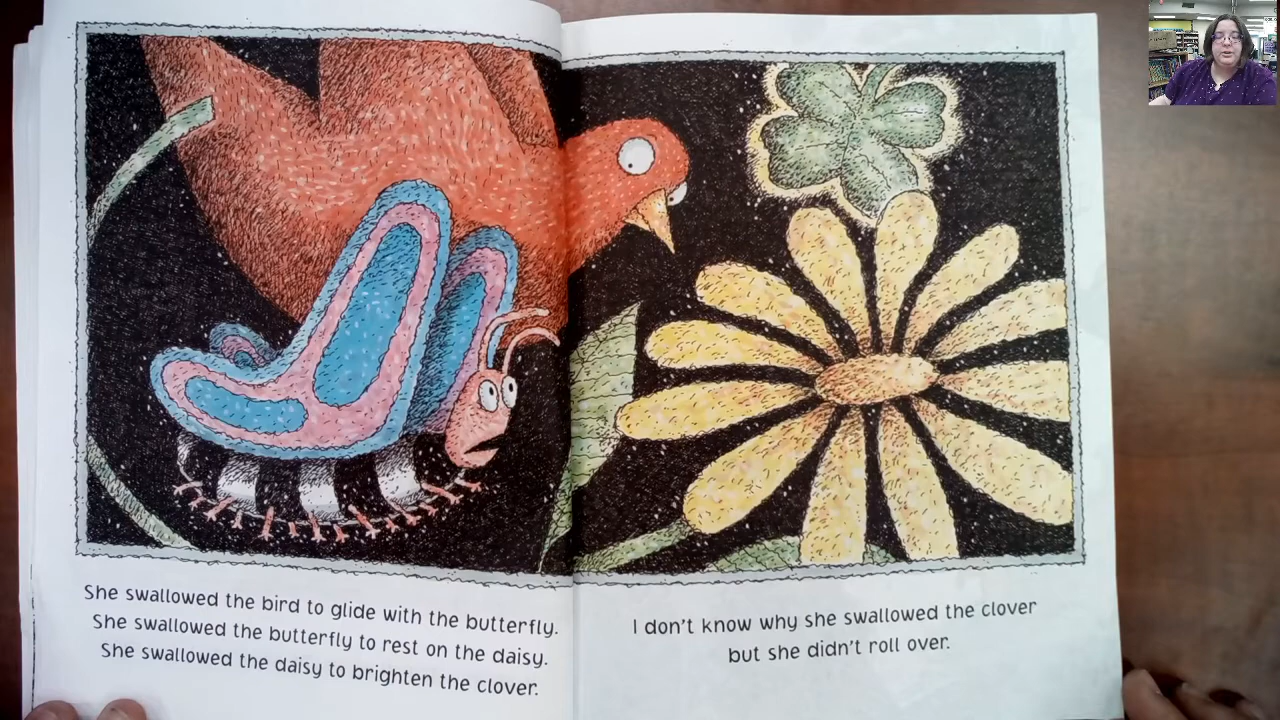 She swallowed the bird to glide with the butterfly.
She swallowed the butterfly to rest on the daisy.
She swallowed the daisy to brighten the clover.
I don't know why she swallowed the clover
but she didn't roll over.